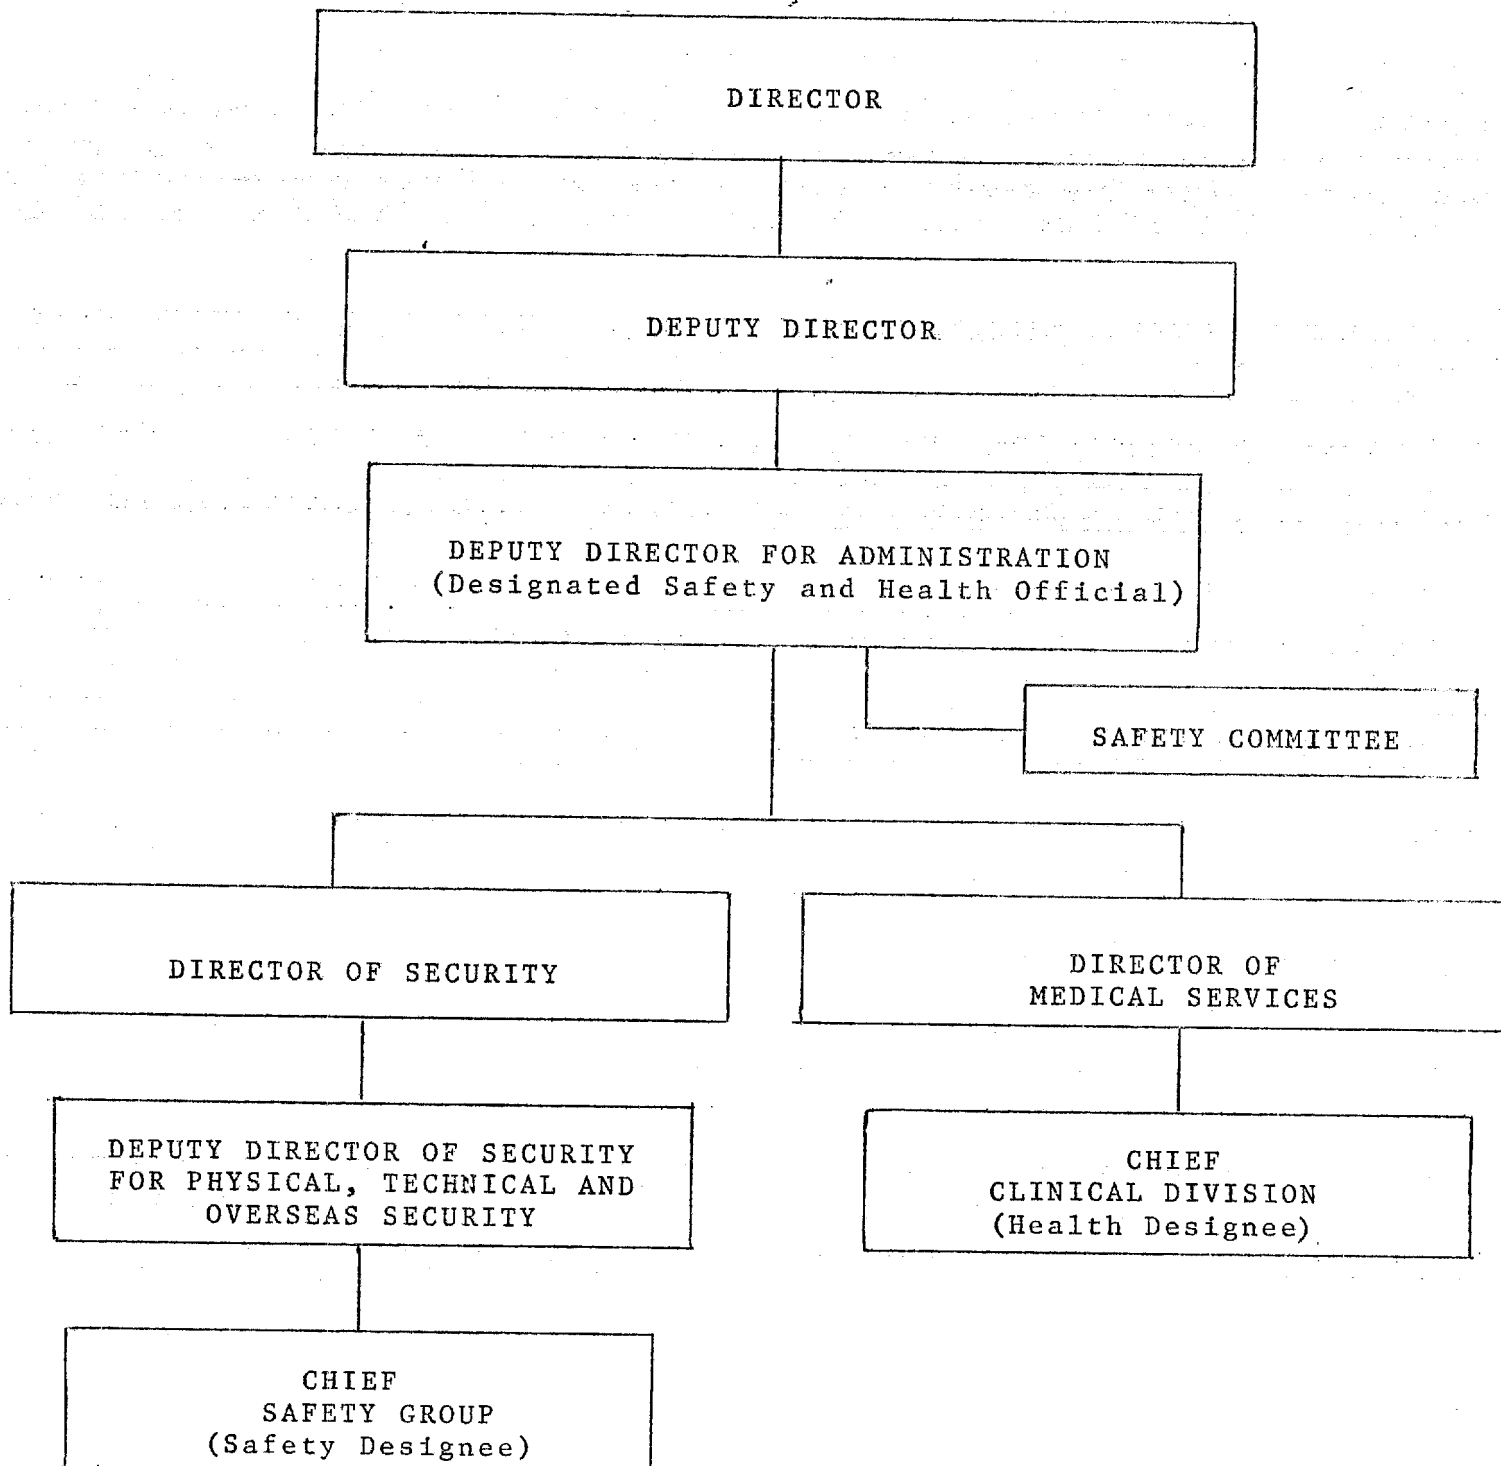 DIRECTOR
DEPUTY DIRECTOR
DEPUTY DIRECTOR FOR ADMINISTRATION
(Designated Safety and Health Official)
SAFETY COMMITTEE
DIRECTOR OF SECURITY
DIRECTOR OF
MEDICAL SERVICES
DEPUTY DIRECTOR OF SECURITY
FOR PHYSICAL, TECHNICAL AND
OVERSEAS SECURITY
CHIEF
CLINICAL DIVISION
(Health Designee)
CHIEF
SAFETY GROUP
(Safety Designee)